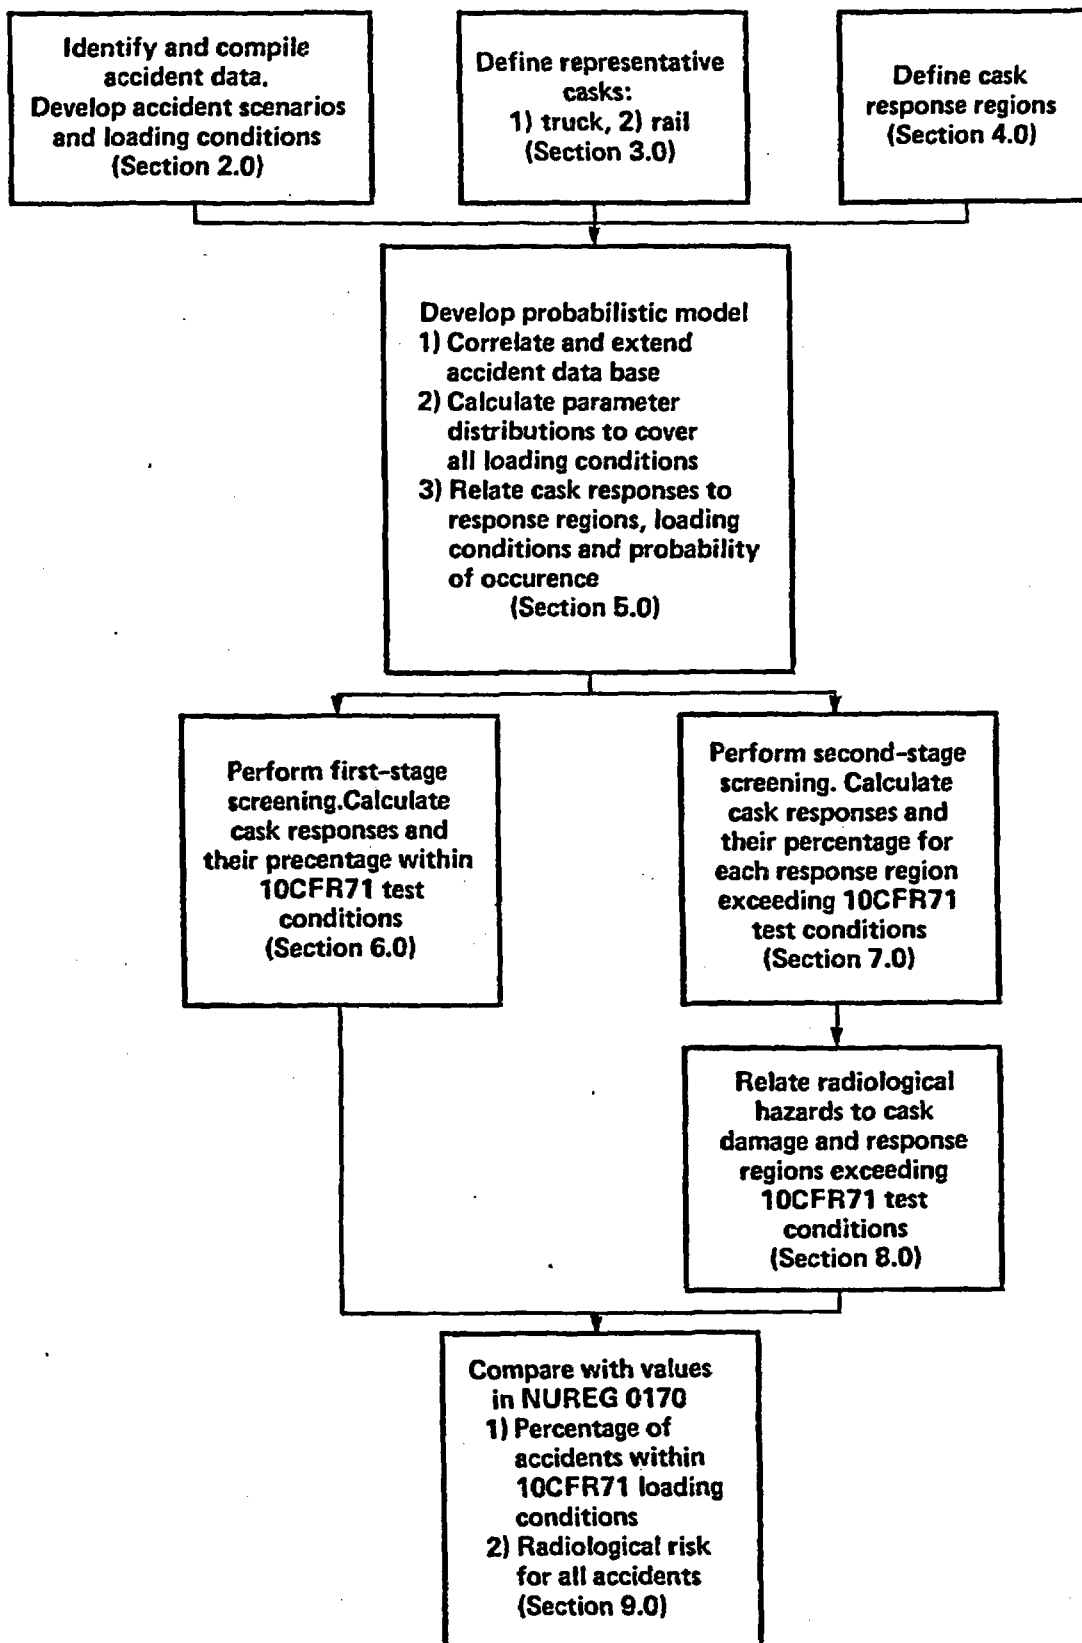 Identify and compile
accident data.
Develop accident scenarios
and loading conditions
(Section 2.0)
Define representative
casks:
1) truck, 2) rail
(Section 3.0)
Define cask
response regions
(Section 4.0)
Develop probabilistic model
1) Correlate and extend
accident data base
2) Calculate parameter
distributions to cover
all loading conditions
3) Relate cask responses to
response regions, loading
conditions and probability
of occurence
(Section 5.0)
Perform first-stage
screening.Calculate
cask responses and
their precentage within
10CFR71 test
conditions
(Section 6.0)
Perform second-stage
screening. Calculate
cask responses and
their percentage for
each response region
exceeding 10CFR71
test conditions
(Section 7.0)
Relate radiological
hazards to cask
damage and response
regions exceeding
10CFR71 test
conditions
(Section 8.0)
Compare with values
in NUREG 0170
1) Percentage of
accidents within
10CFR71 loading
conditions
2) Radiological risk
for all accidents
(Section 9.0)